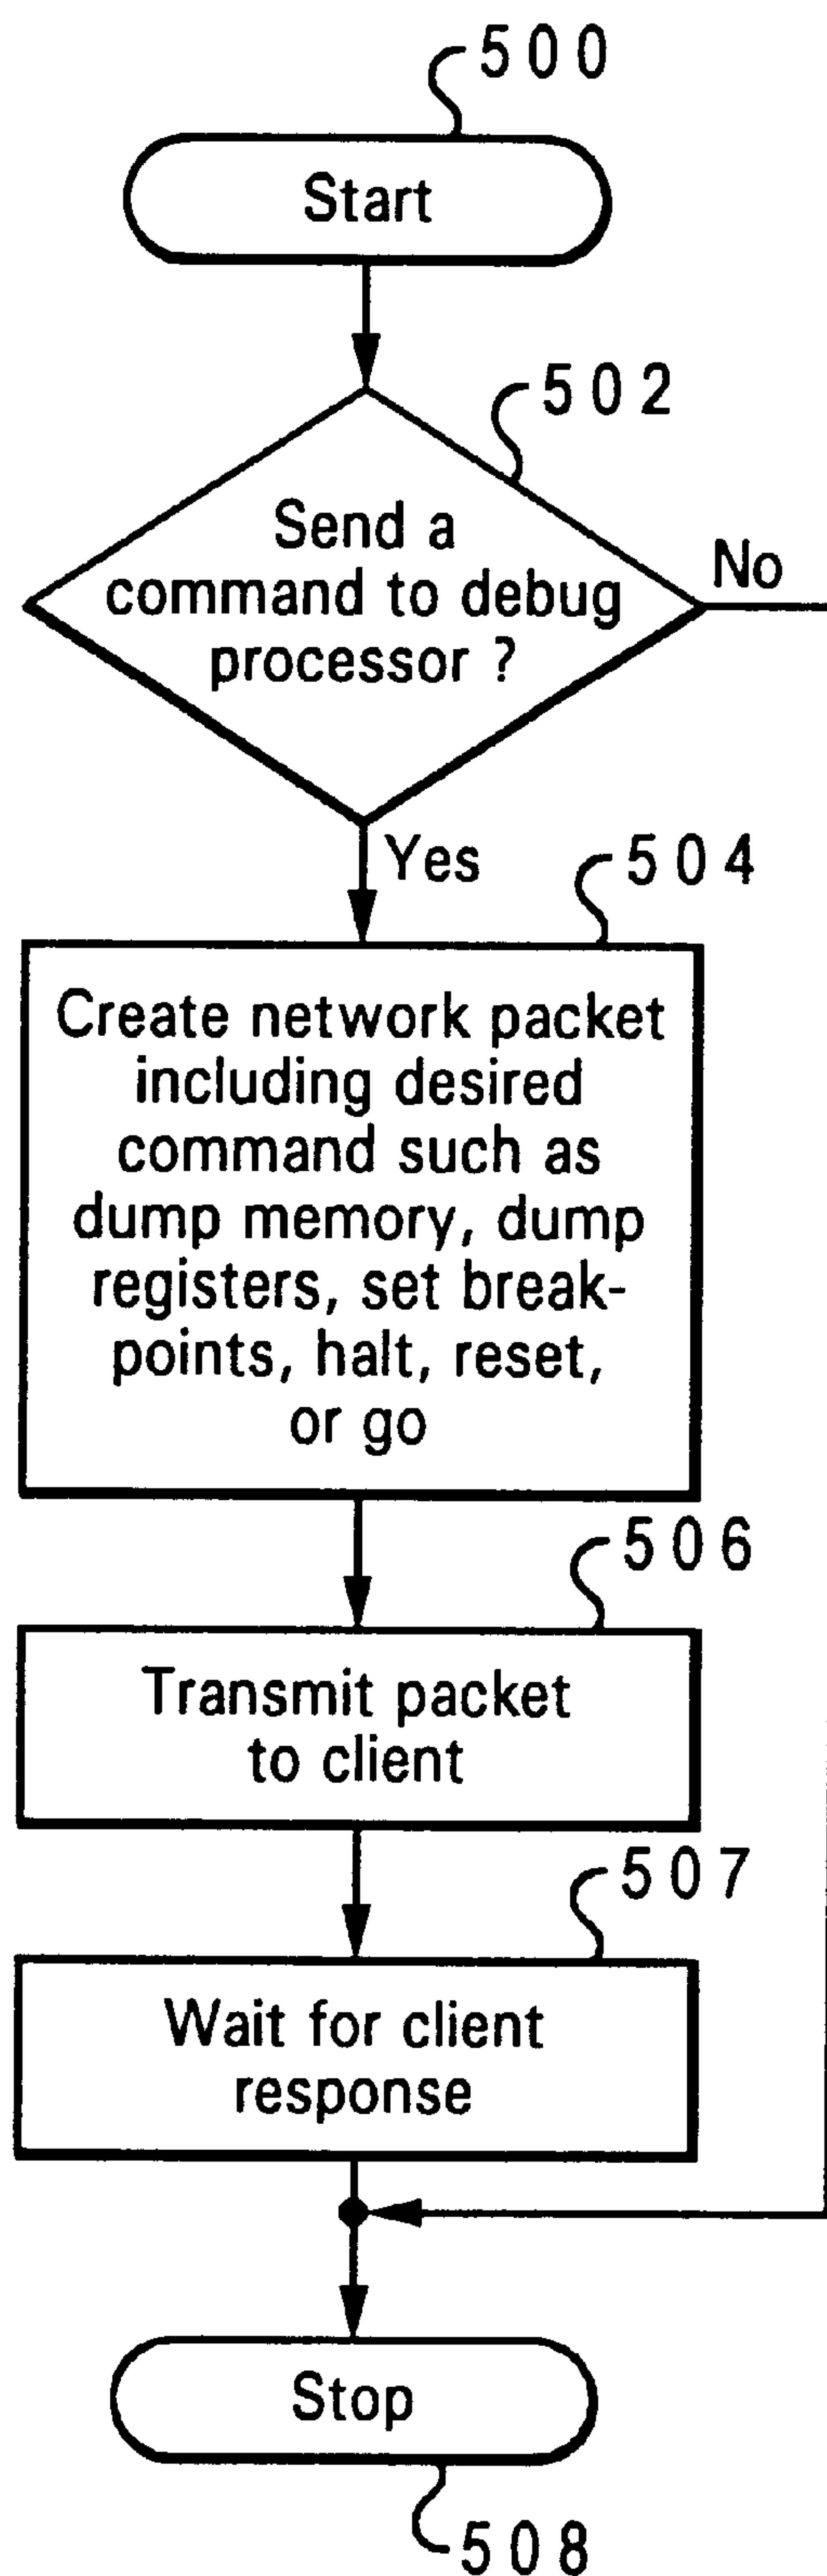 500
Start
502
Send a
command to debug
processor ?
No
Yes
504
Create network packet
including desired
command such as
dump memory, dump
registers, set break-
points, halt, reset,
or go
506
Transmit packet
to client
507
Wait for client
response
Stop
508